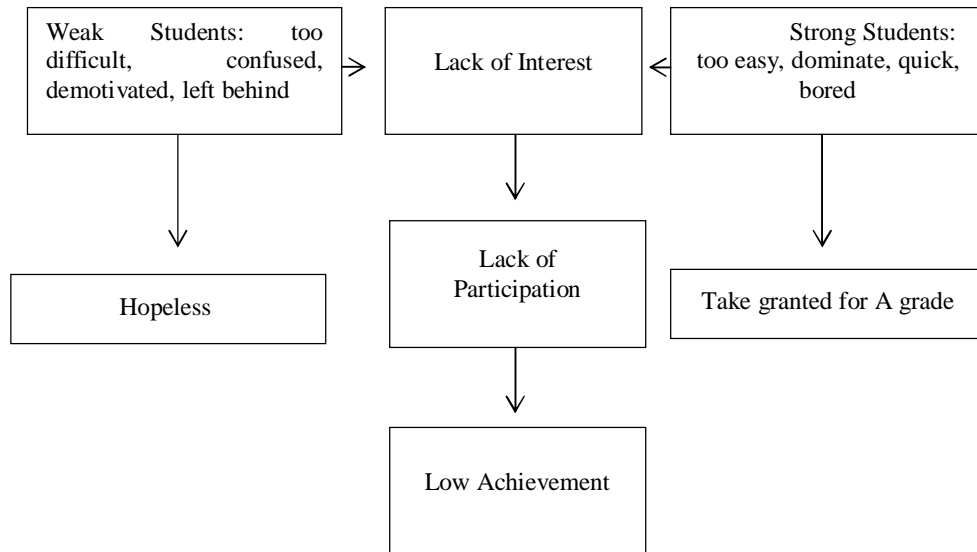 Weak Students: too
difficult, confused,
demotivated, left behind
Lack of Interest
Strong Students:
too easy, dominate, quick,
bored
Hopeless
Lack of
Participation
Take granted for A grade
Low Achievement